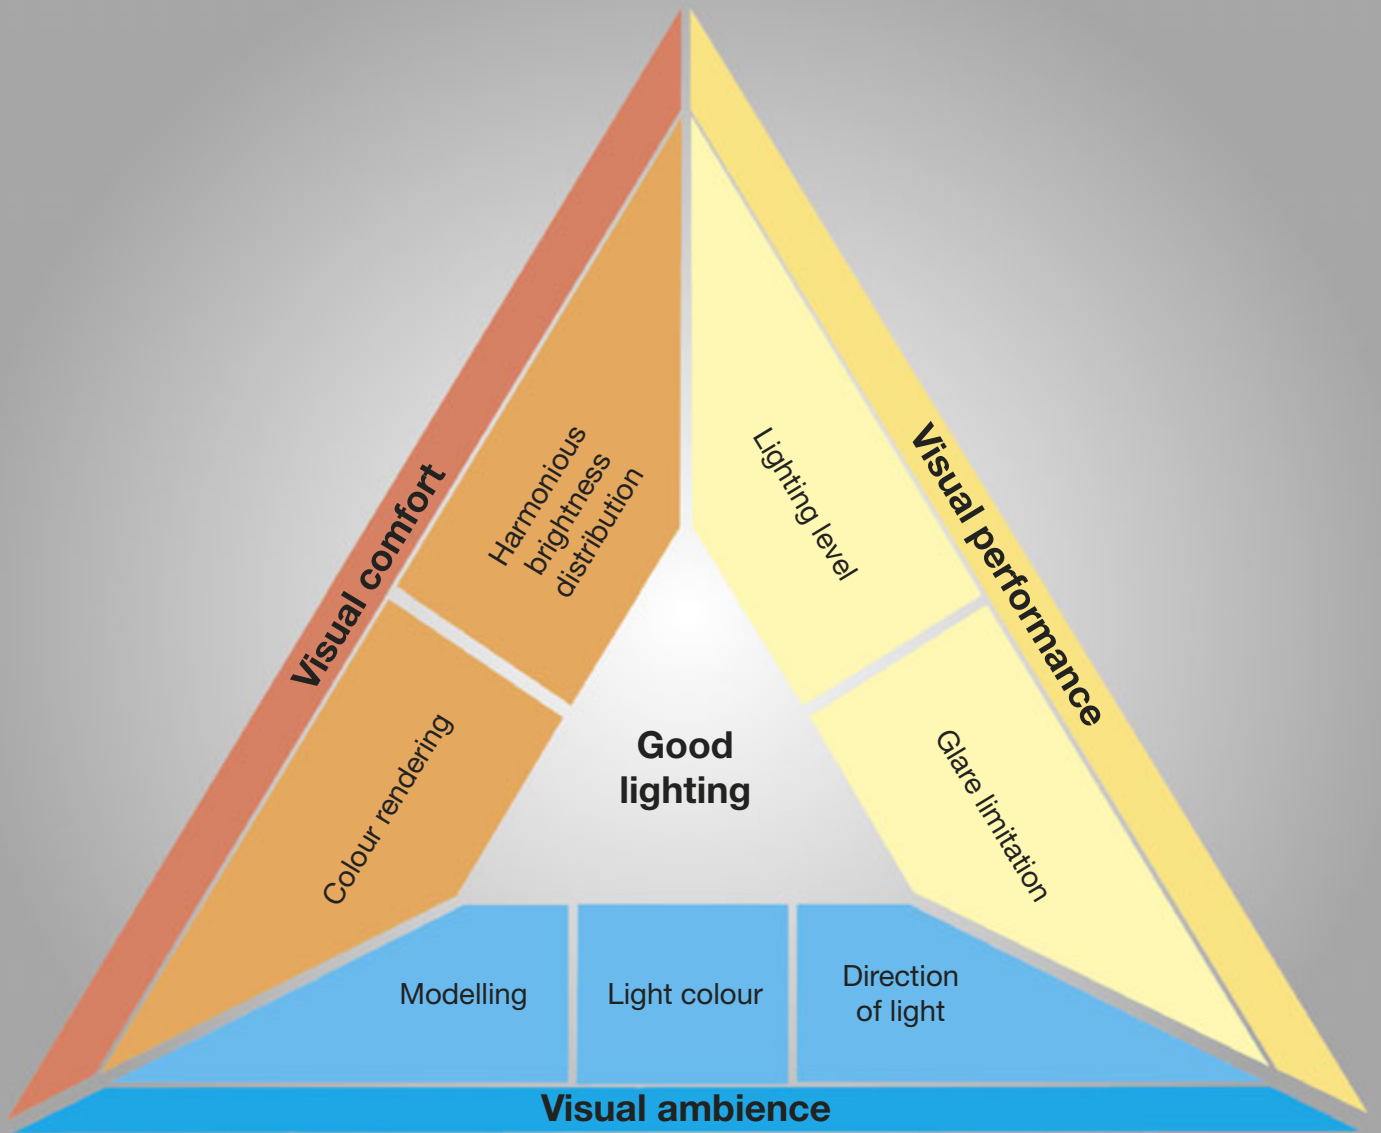 Visual comfort
Harmonious
brightness
distribution
Colour rendering
Visual performance
Lighting level
Glare limitation
Good
lighting
Modelling
Light colour
Direction
of light
Visual ambience